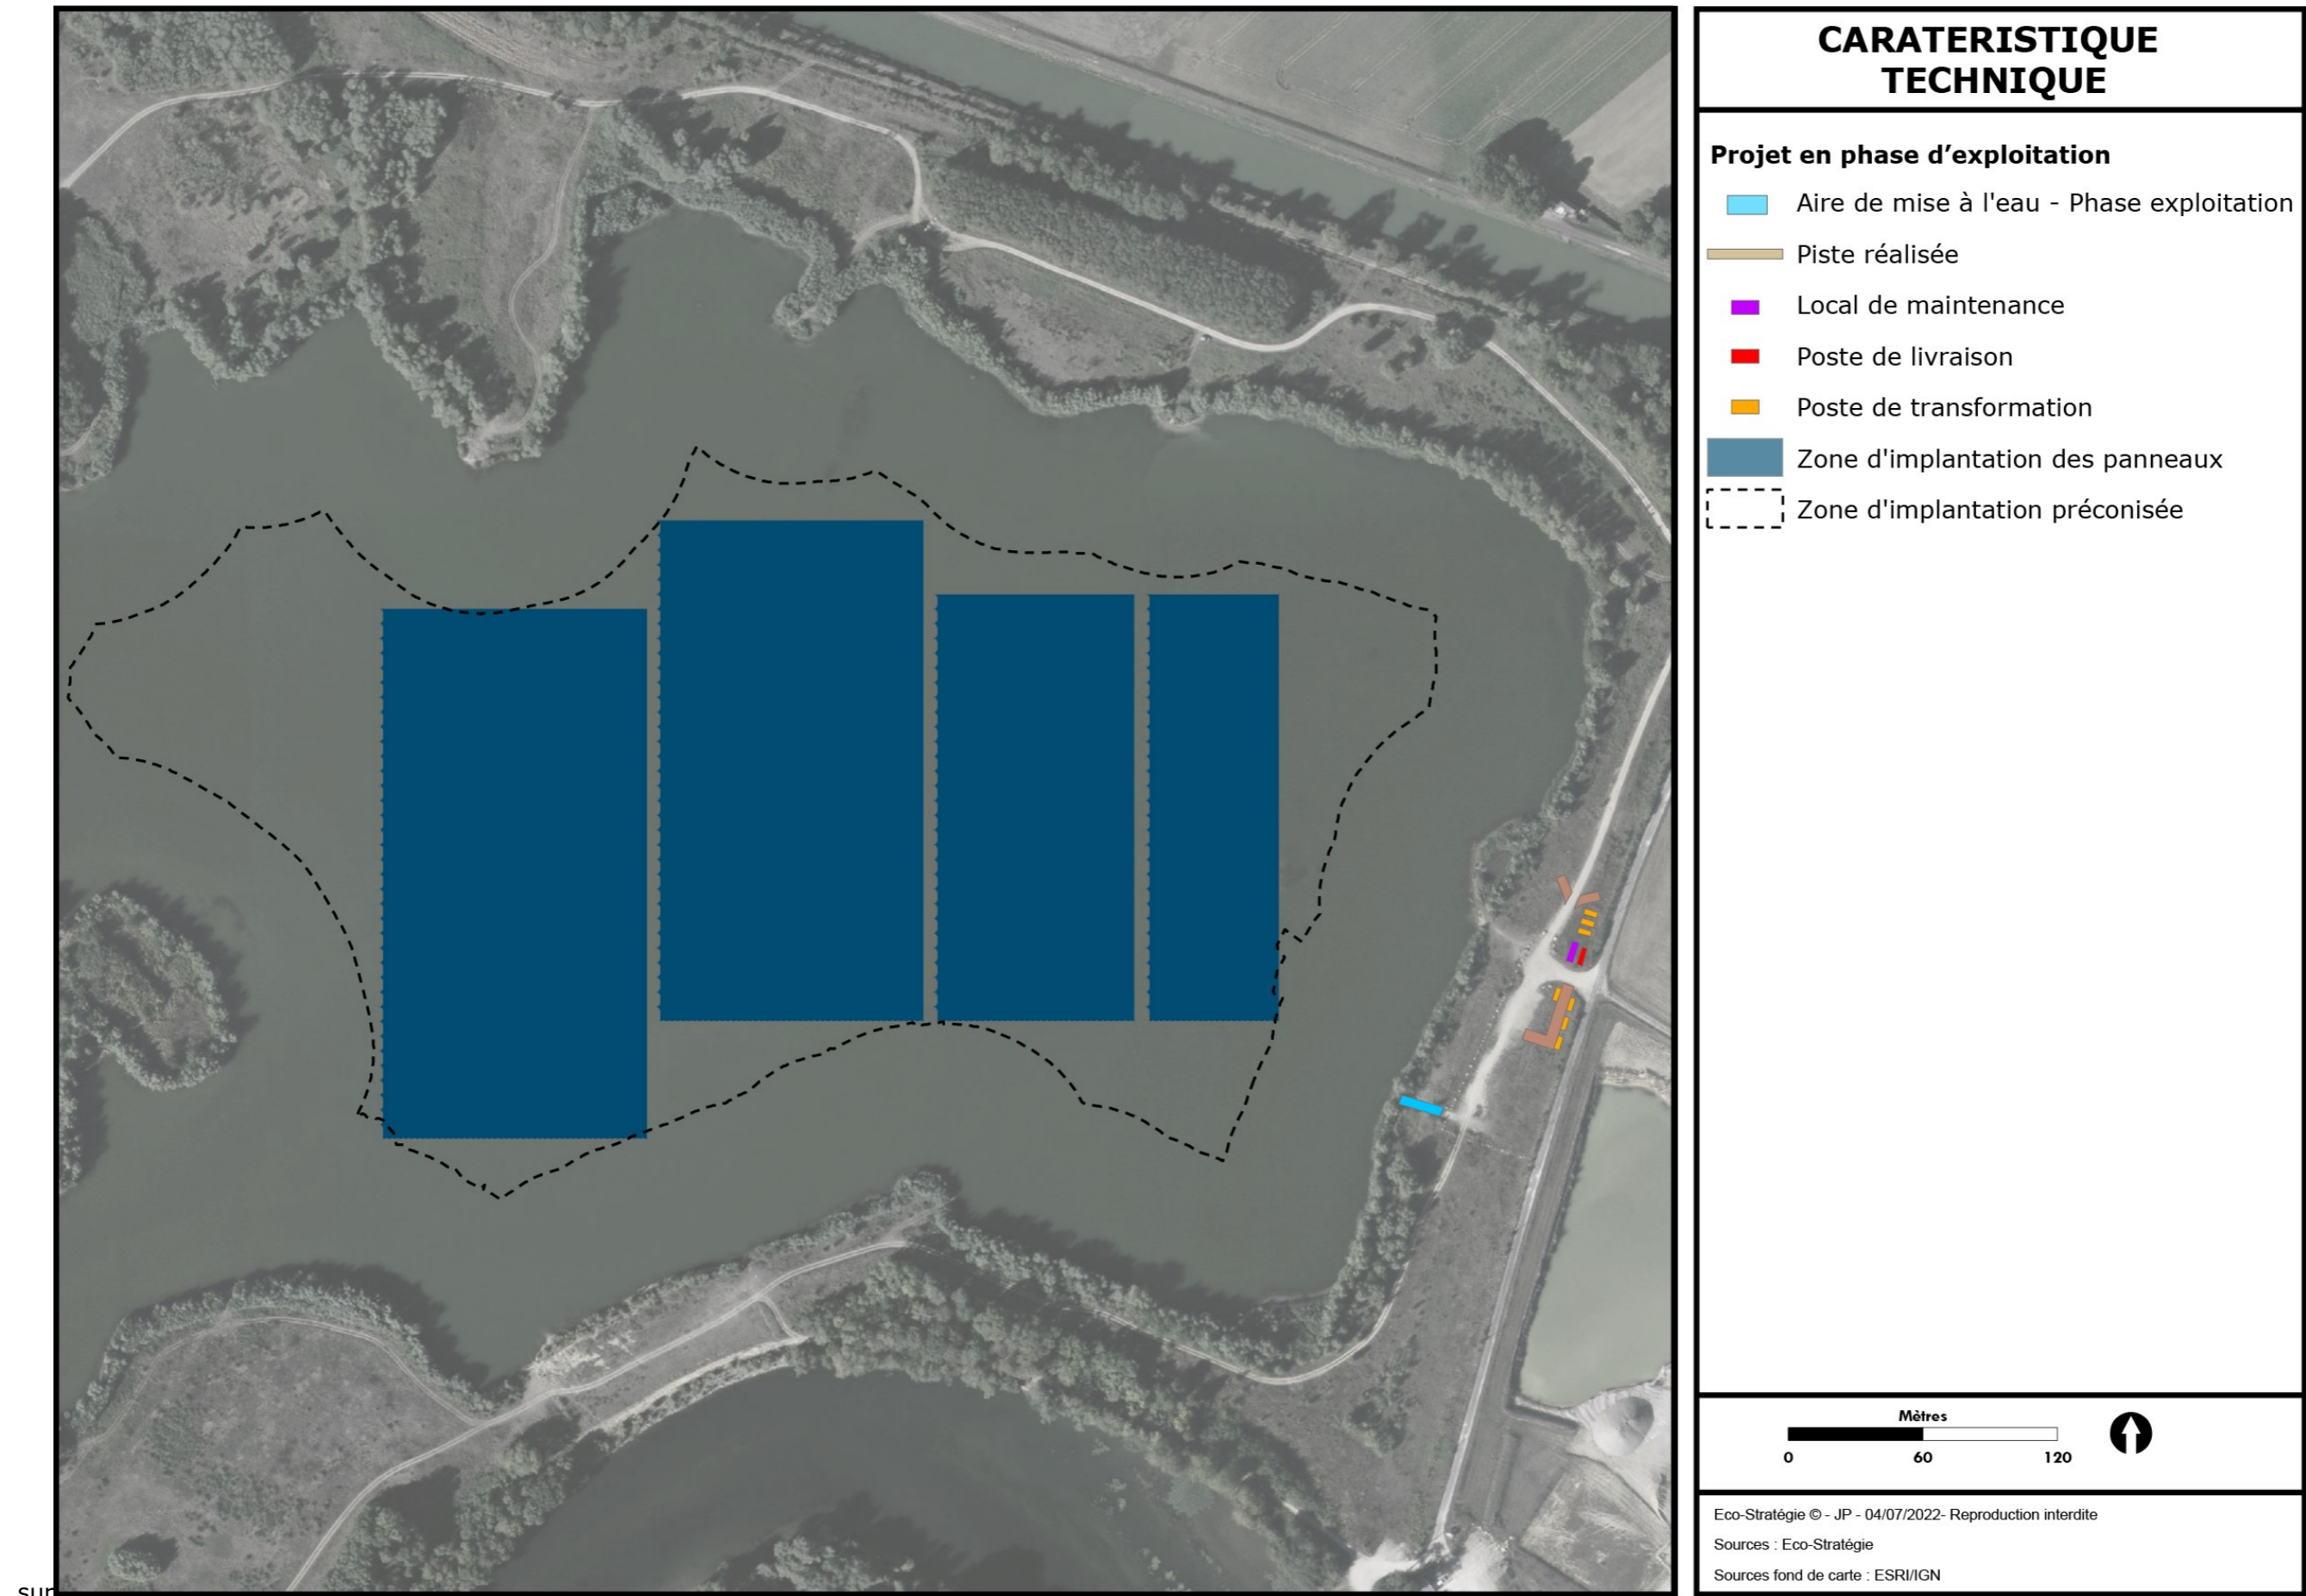 CARATERISTIQUE
TECHNIQUE
Projet en phase d’exploitation
Aire de mise à l'eau - Phase exploitation
Piste réalisée
Local de maintenance
Poste de livraison
Poste de transformation
Zone d'implantation des panneaux
Zone d'implantation préconisée
Mètres
0 60 120
Eco-Stratégie © - JP - 04/07/2022- Reproduction interdite
Sources : Eco-Stratégie
Sources fond de carte : ESRI/IGN
sur